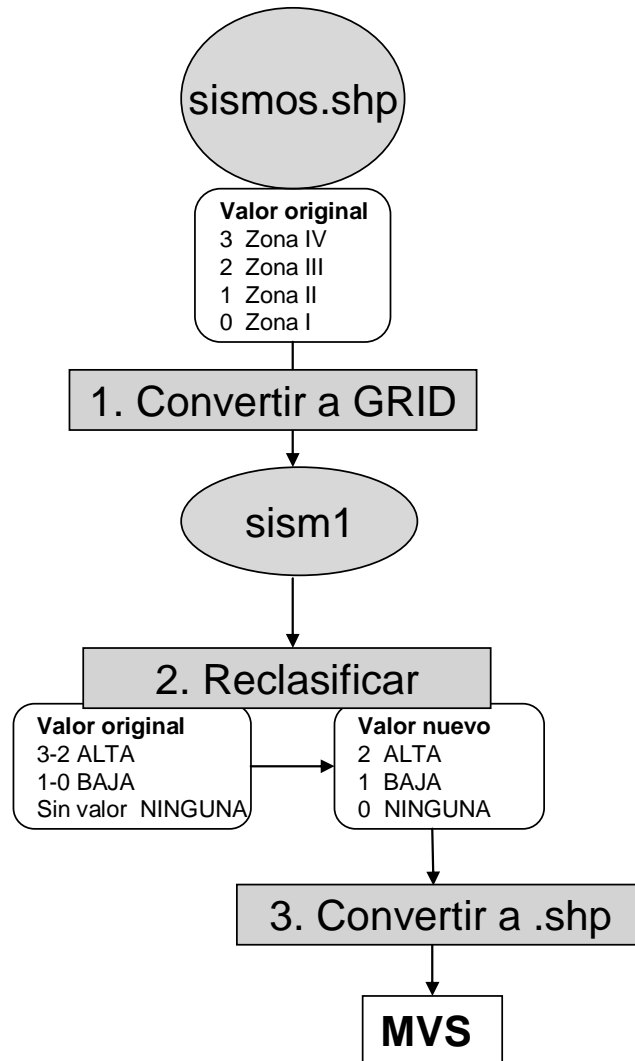 sismos.shp
Valor original
3 Zona IV
2 Zona III
1 Zona II
0 Zona I
1. Convertir a GRID
sism1
2. Reclasificar
Valor original
3-2 ALTA
1-0 BAJA
Sin valor NINGUNA
Valor nuevo
2 ALTA
1 BAJA
0 NINGUNA
3. Convertir a .shp
MVS